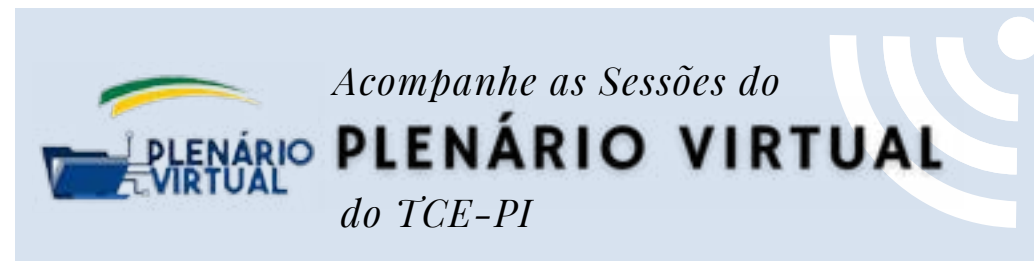 PLENÁRIO
VIRTUAL
Acompanhe as Sessões do
PLENÁRIO VIRTUAL
do TCE-PI